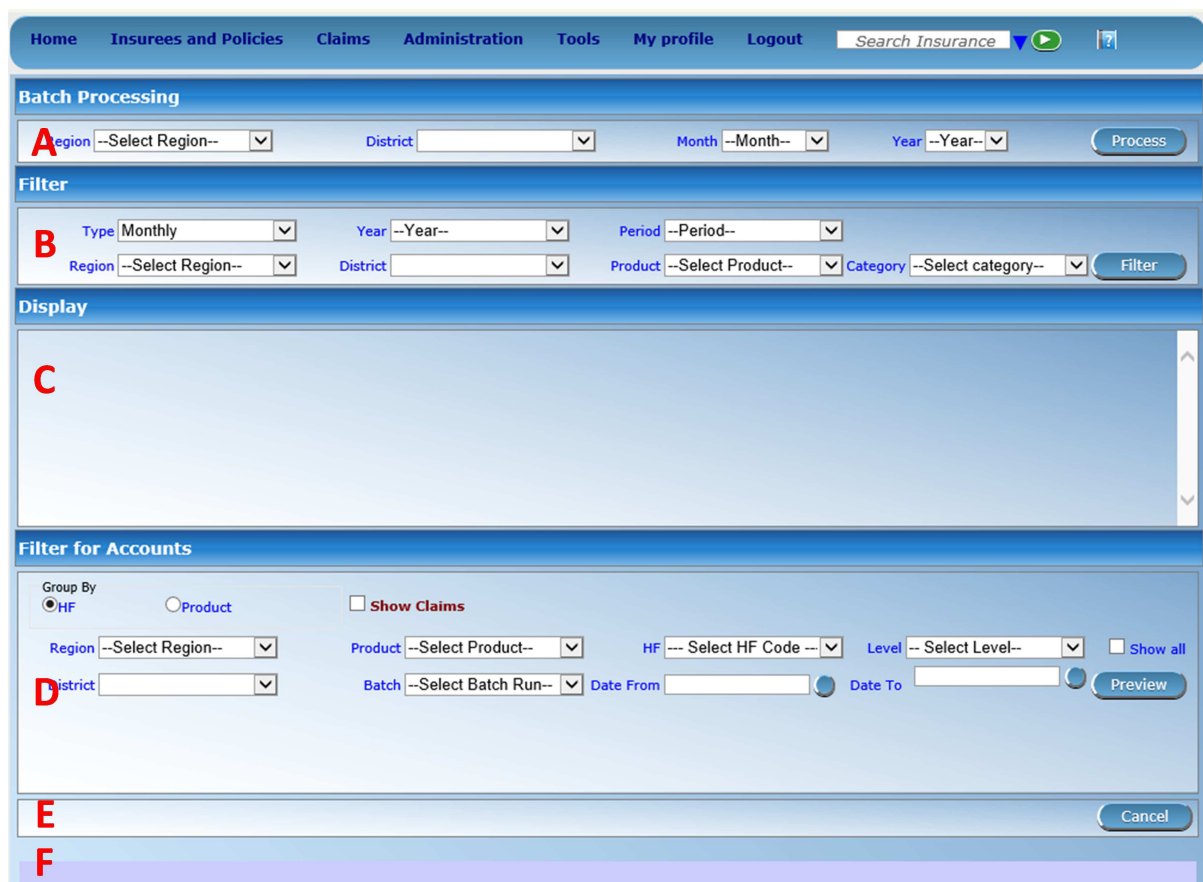 Home Insurees and Policies Claims Administration Tools My profile Logout Search Insurance ?
Batch Processing
A Region --Select Region-- District Month --Month-- Year --Year-- Process
Filter
Type Monthly Year --Year-- Period --Period--
B
Region --Select Region-- District Product --Select Product-- Category --Select category-- Filter
Display
C
Filter for Accounts
Group By
HF Product Show Claims
Region --Select Region-- Product --Select Product-- HF --- Select HF Code --- Level -- Select Level-- Show all
D District Batch --Select Batch Run-- Date From Date To Preview
E Cancel
F